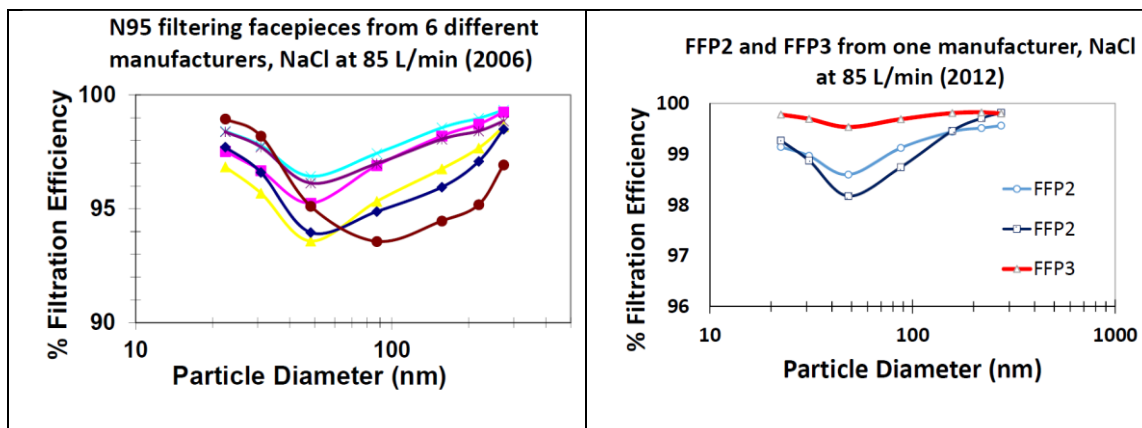 N95 filtering facepieces from 6 different
manufacturers, NaCl at 85 L/min (2006)
% Filtration Efficiency
100
95
90
10
100
Particle Diameter (nm)
FFP2 and FFP3 from one manufacturer, NaCl
at 85 L/min (2012)
% Filtration Efficiency
100
99
98
97
96
FFP2
FFP2
FFP3
10
100
1000
Particle Diameter (nm)